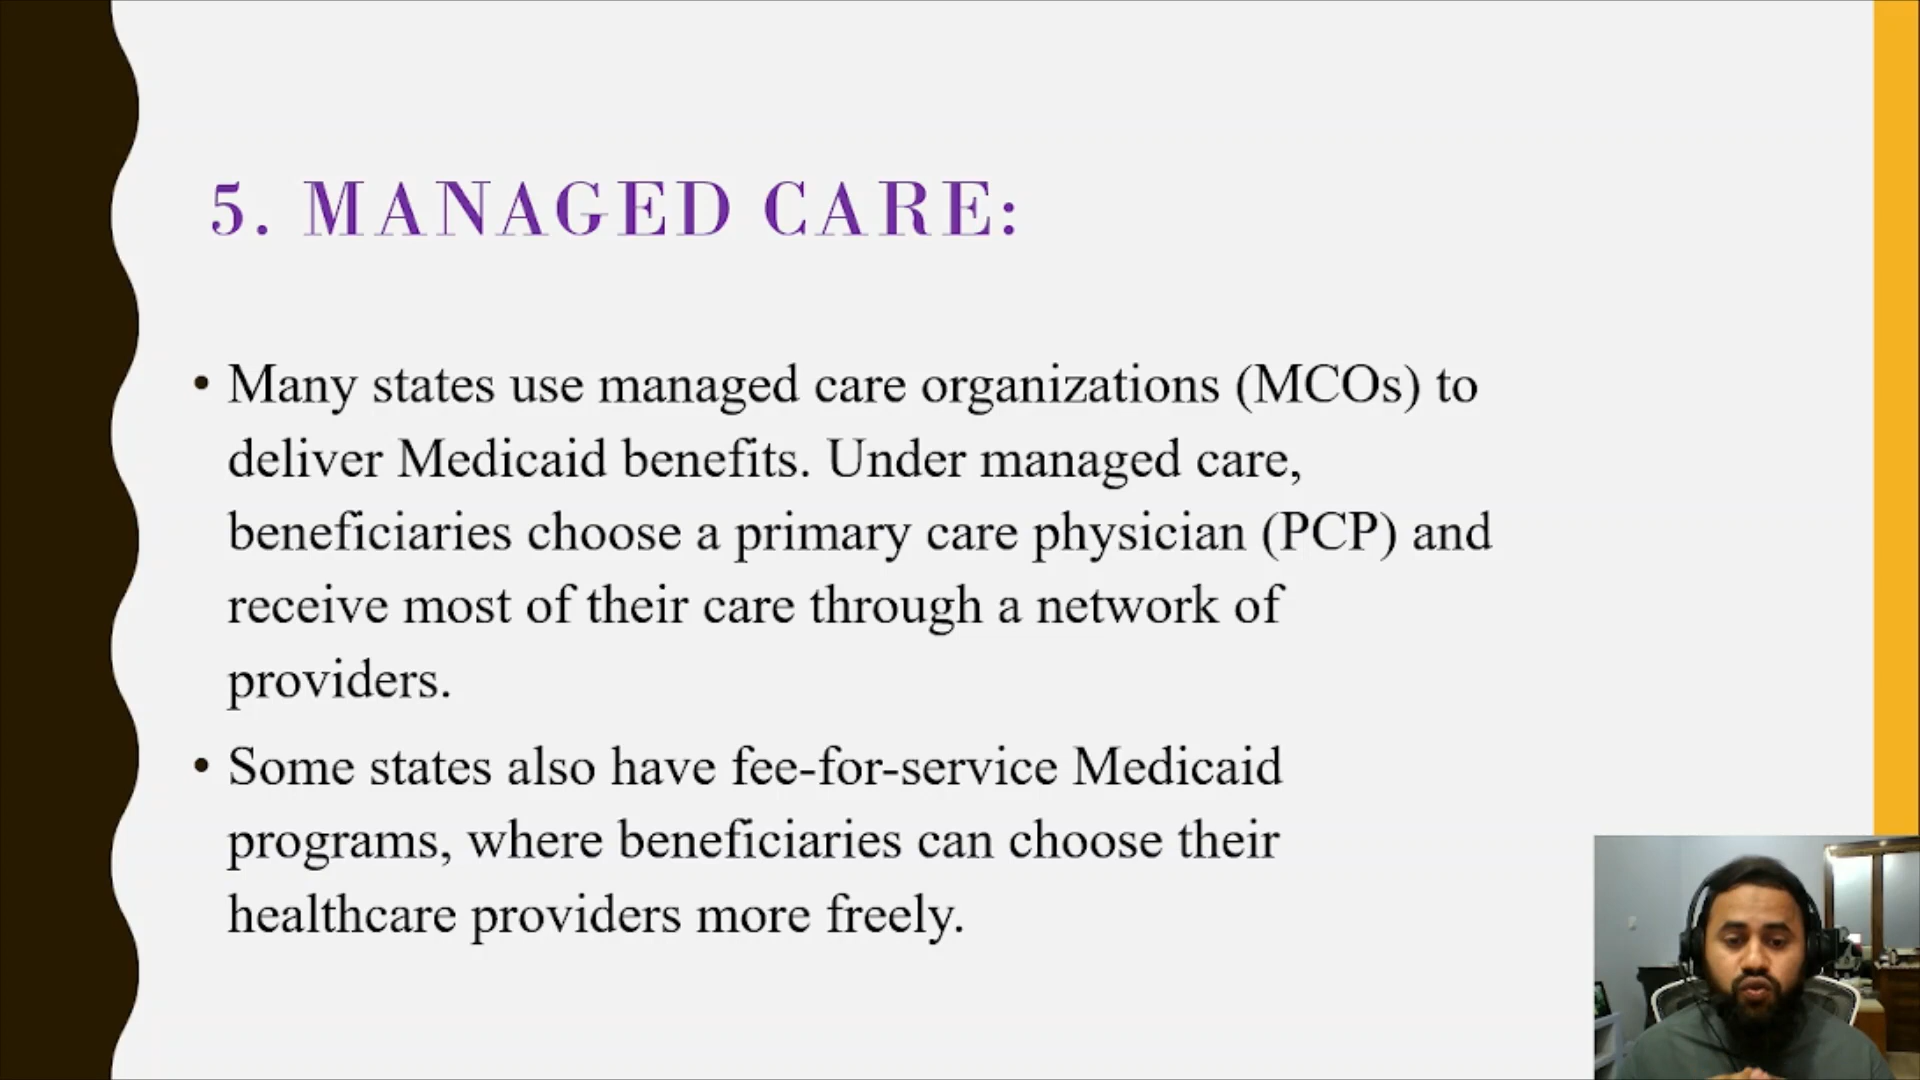 5. MANAGED CARE:
• Many states use managed care organizations (MCOs) to
deliver Medicaid benefits. Under managed care,
beneficiaries choose a primary care physician (PCP) and
receive most of their care through a network of
providers.
• Some states also have fee-for-service Medicaid
programs, where beneficiaries can choose their
healthcare providers more freely.